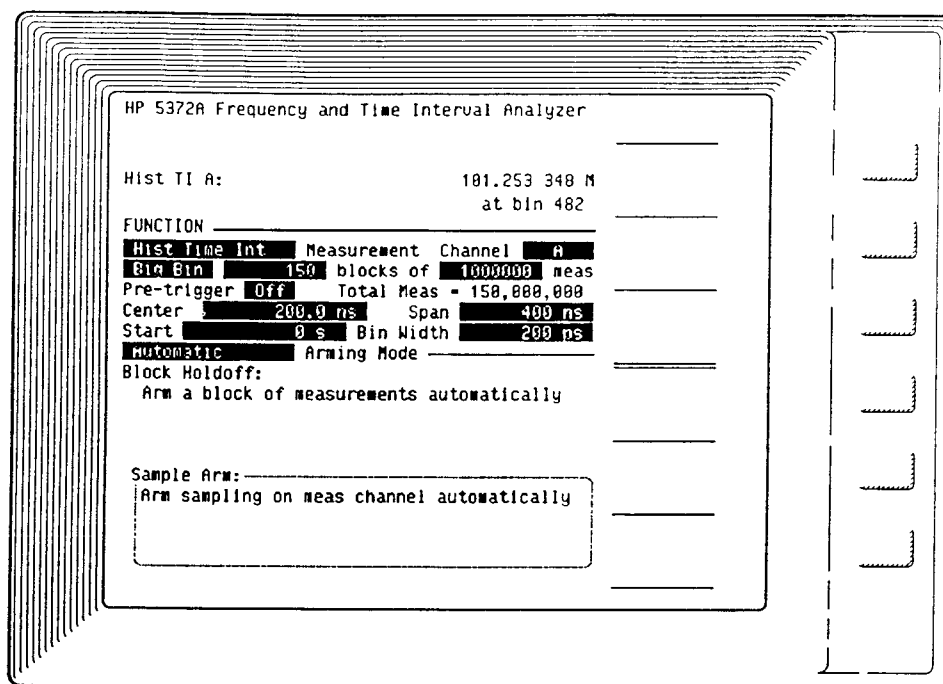 HP 5372A Frequency and Time Interval Analyzer
Hist TI A: 101.253 348 M
at bin 482
FUNCTION
Hist Time Int Measurement Channel A
Big Bin 150 blocks of 1000000 meas
Pre-trigger Off Total Meas = 150,000,000
Center 200.0 ns Span 400 ns
Start 0 s Bin Width 200 ps
Automatic Arming Mode
Block Holdoff:
Arm a block of measurements automatically
Sample Arm:
Arm sampling on meas channel automatically